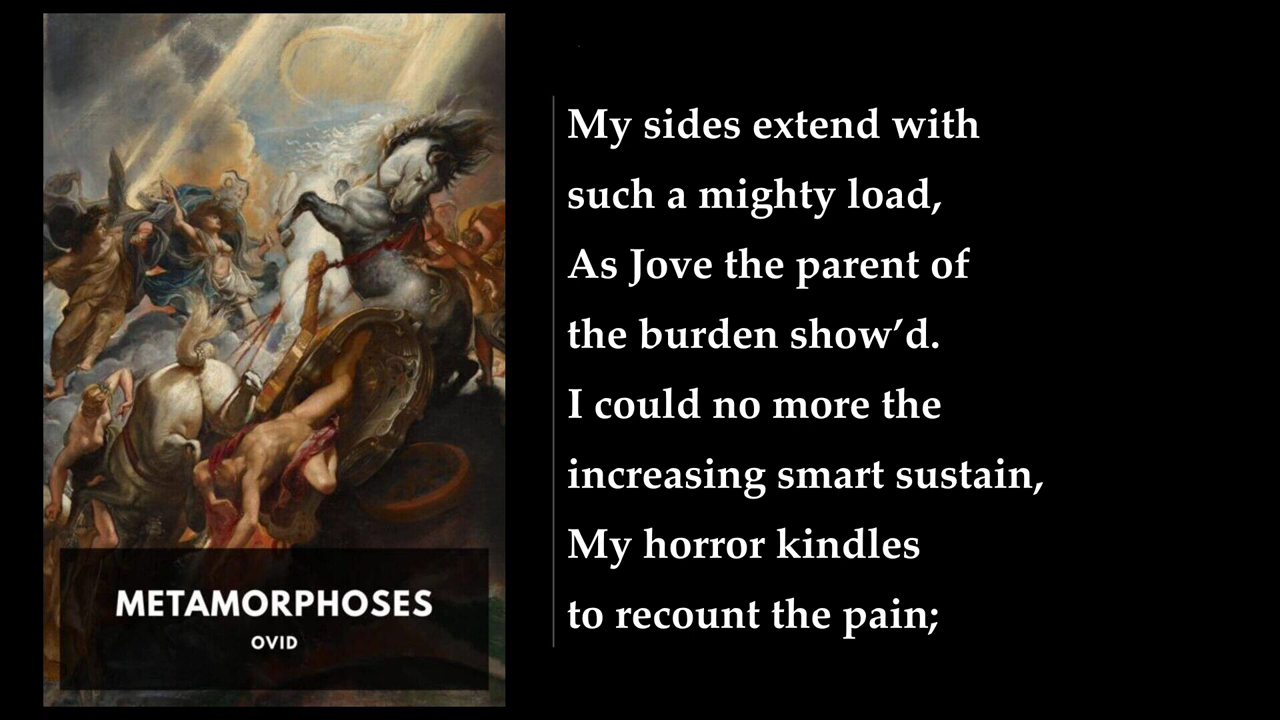 METAMORPHOSES
OVID
My sides extend with
such a mighty load,
As Jove the parent of
the burden show’d.
I could no more the
increasing smart sustain,
My horror kindles
to recount the pain;